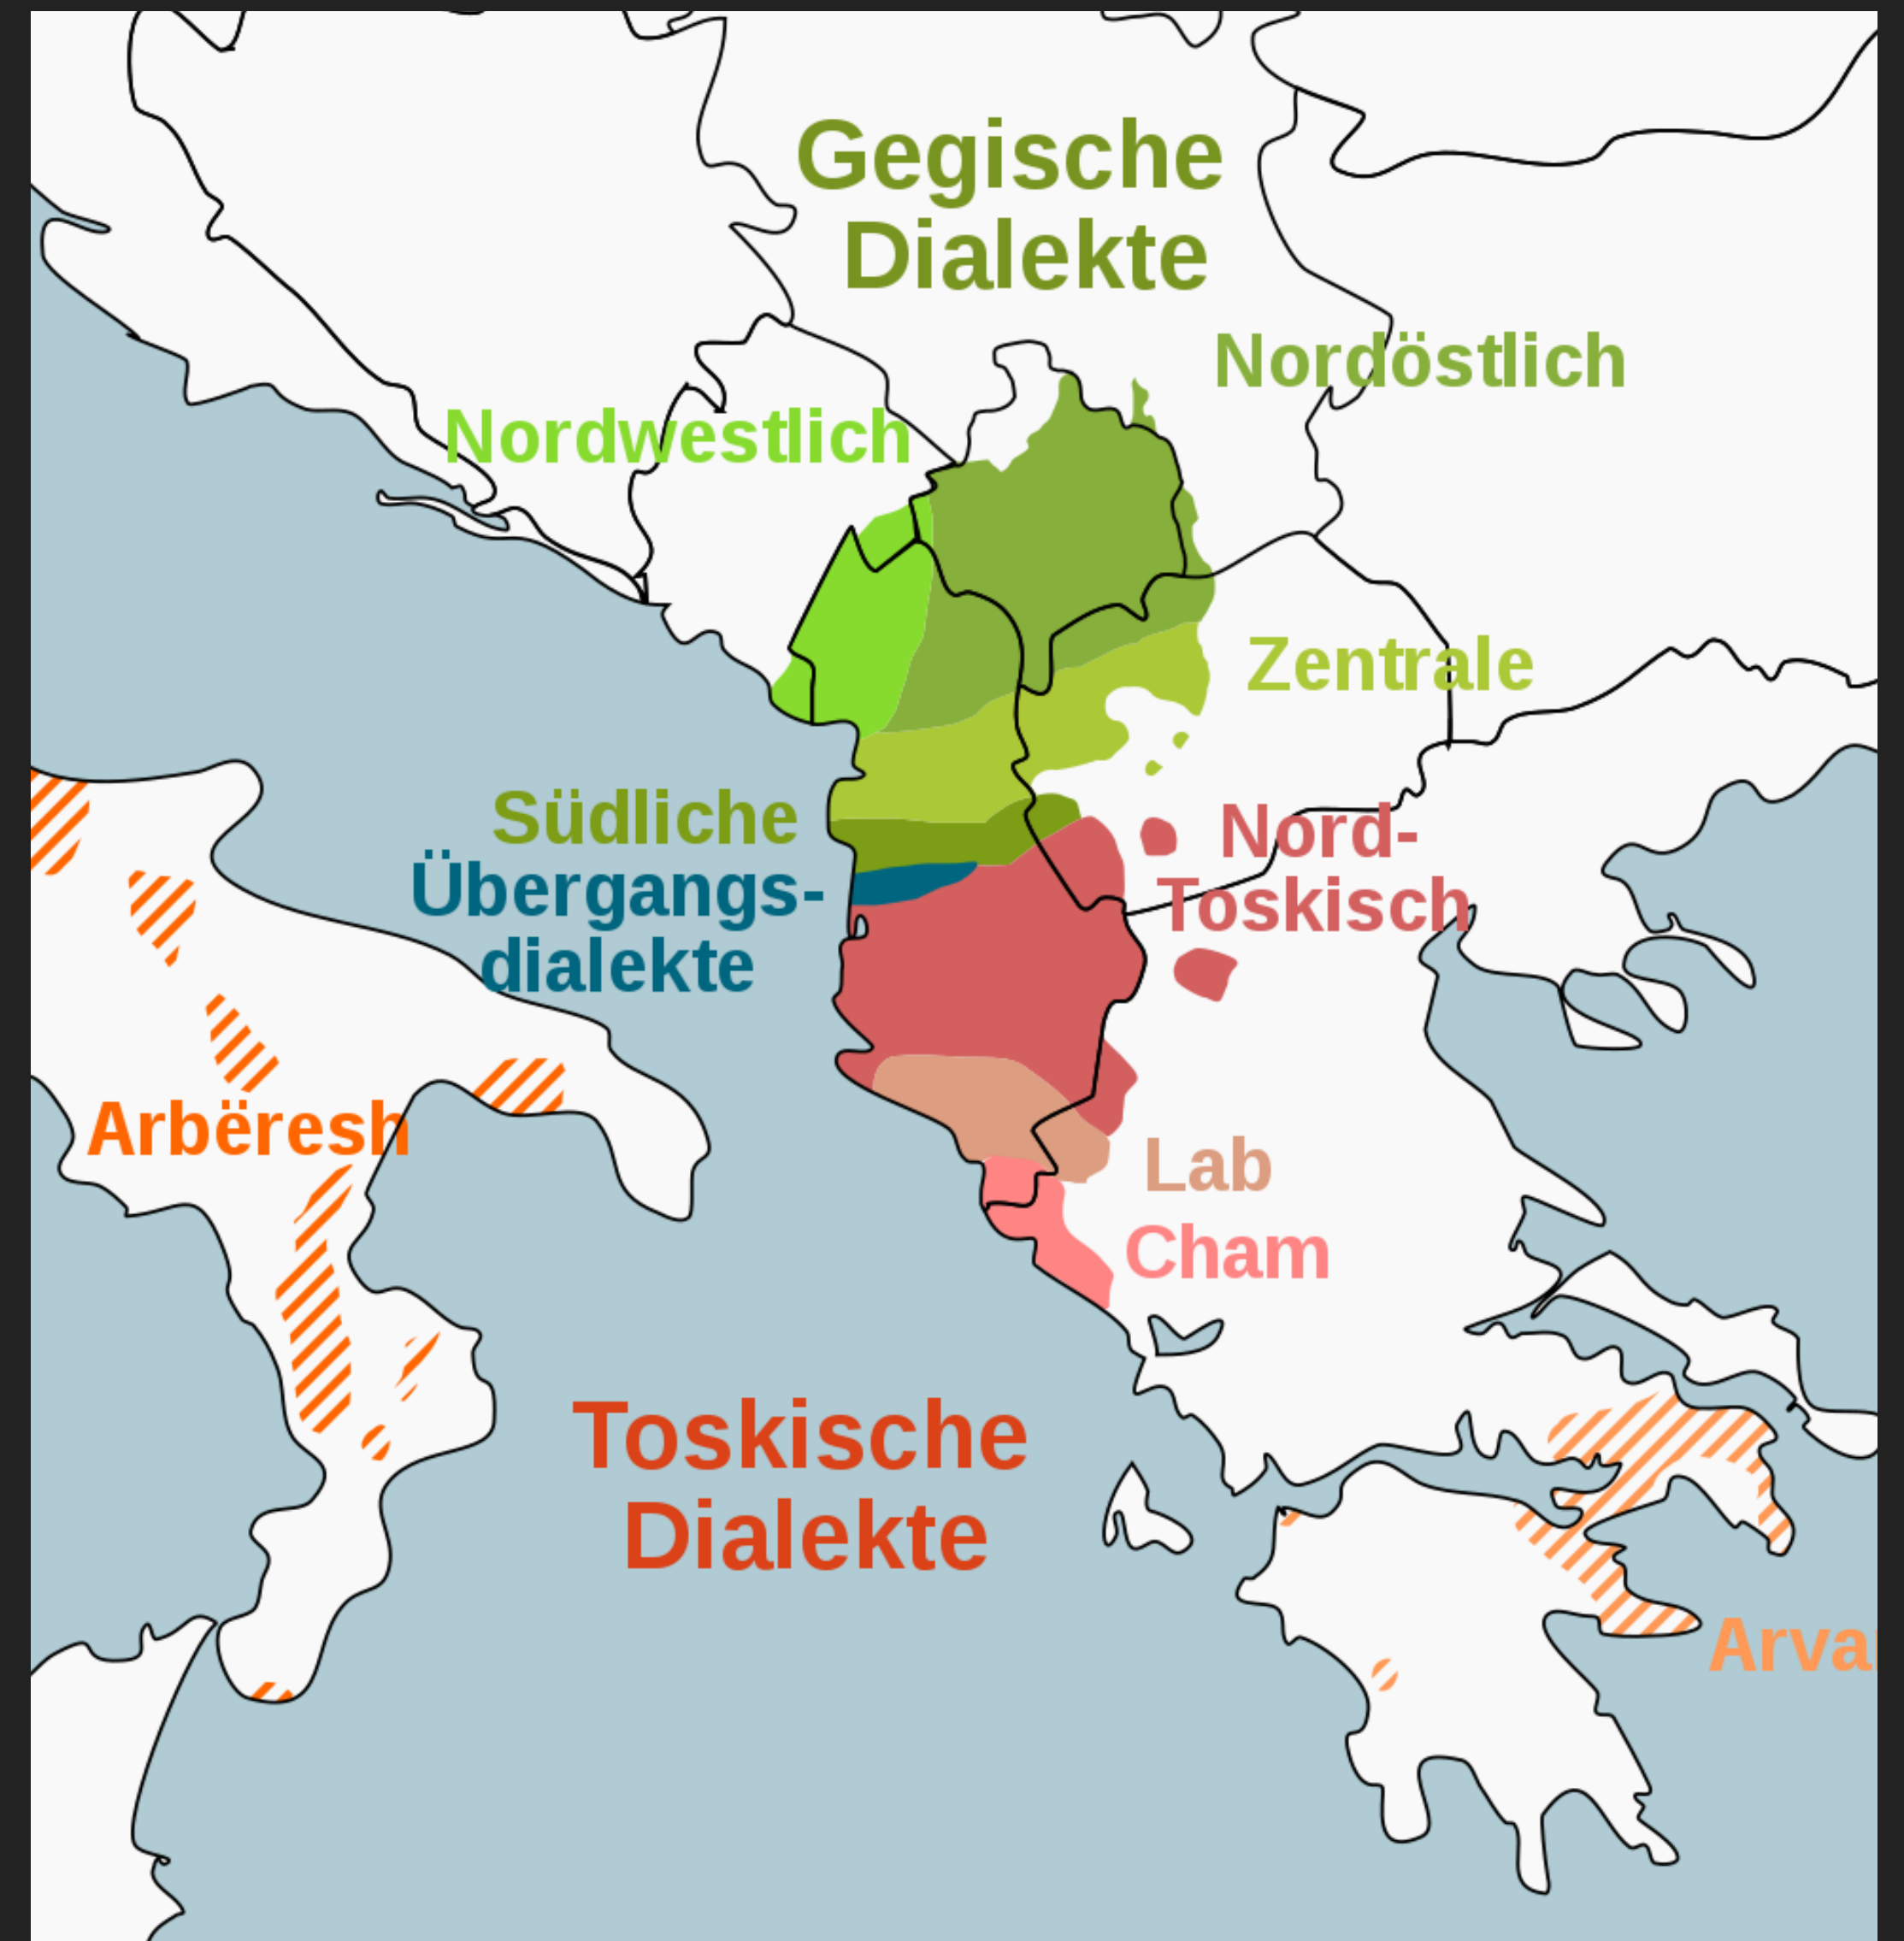 Gegische
Dialekte
Nordöstlich
Nordwestlich
Zentrale
Südliche
Übergangs-
dialekte
Nord-
Toskisch
Arbëresh
Lab
Cham
Toskische
Dialekte